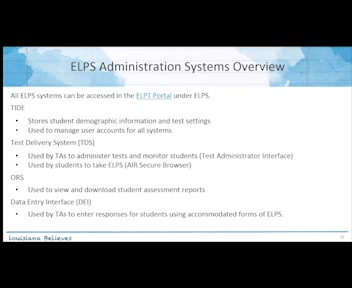 ELPS Administration Systems Overview
All ELPS systems can be accessed in the ELPT Portal under ELPS.
TIDE
• Stores student demographic information and test settings
• Used to manage user accounts for all systems
Test Delivery System (TDS)
• Used by TAs to administer tests and monitor students (Test Administrator Interface)
• Used by students to take ELPS (AIR Secure Browser)
ORS
• Used to view and download student assessment reports
Data Entry Interface (DEI)
• Used by TAs to enter responses for students using accommodated forms of ELPS.
Louisiana Believes